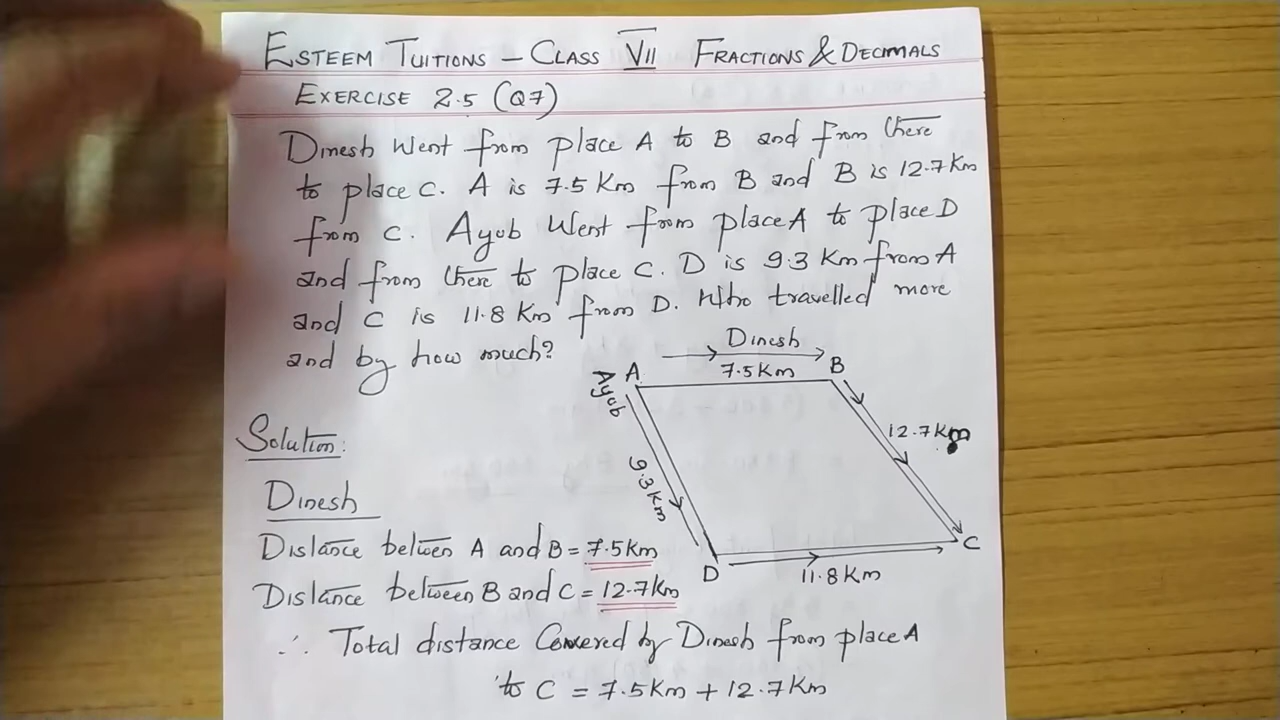 ESTEEM TUITIONS - CLASS VII FRACTIONS & DECIMALS
EXERCISE 2.5 (Q7)
Dinesh Went from place A to B and from there
to place C. A is 7.5 Km from B and B is 12.7 Km
from C. Ayub Went from place A to place D
and from there to place C. D is 9.3 Km from A
and C is 11.8 Km from D. Who travelled more
and by how much?
Dinesh
A 7.5 Km B
Ayub
12.7 Km
9.3 Km
D 11.8 Km C
Solution:
Dinesh
Distance between A and B = 7.5 Km
Distance between B and C = 12.7 Km
∴ Total distance Covered by Dinesh from place A
to C = 7.5 Km + 12.7 Km